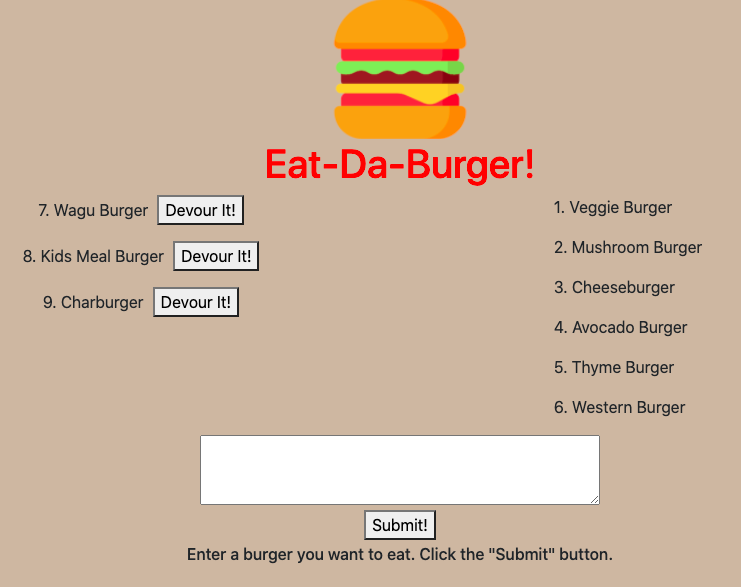 Eat-Da-Burger!
7. Wagu Burger Devour It!
8. Kids Meal Burger Devour It!
9. Charburger Devour It!
1. Veggie Burger
2. Mushroom Burger
3. Cheeseburger
4. Avocado Burger
5. Thyme Burger
6. Western Burger
Submit!
Enter a burger you want to eat. Click the "Submit" button.